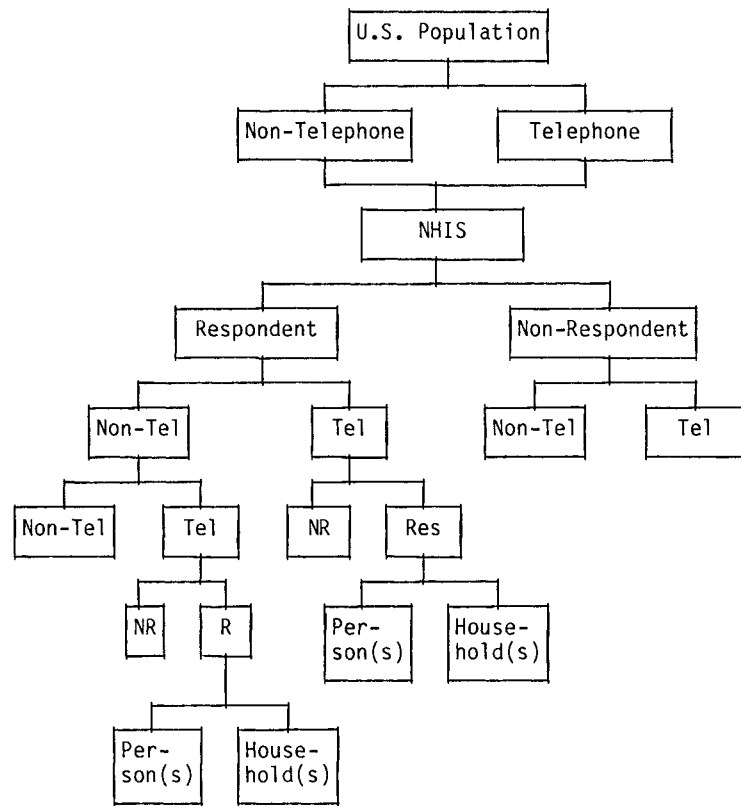 U.S. Population
Non-Telephone
Telephone
NHIS
Respondent
Non-Respondent
Non-Tel
Tel
Non-Tel
Tel
Non-Tel
Tel
NR
Res
NR
R
Per-
son(s)
House-
hold(s)
Per-
son(s)
House-
hold(s)